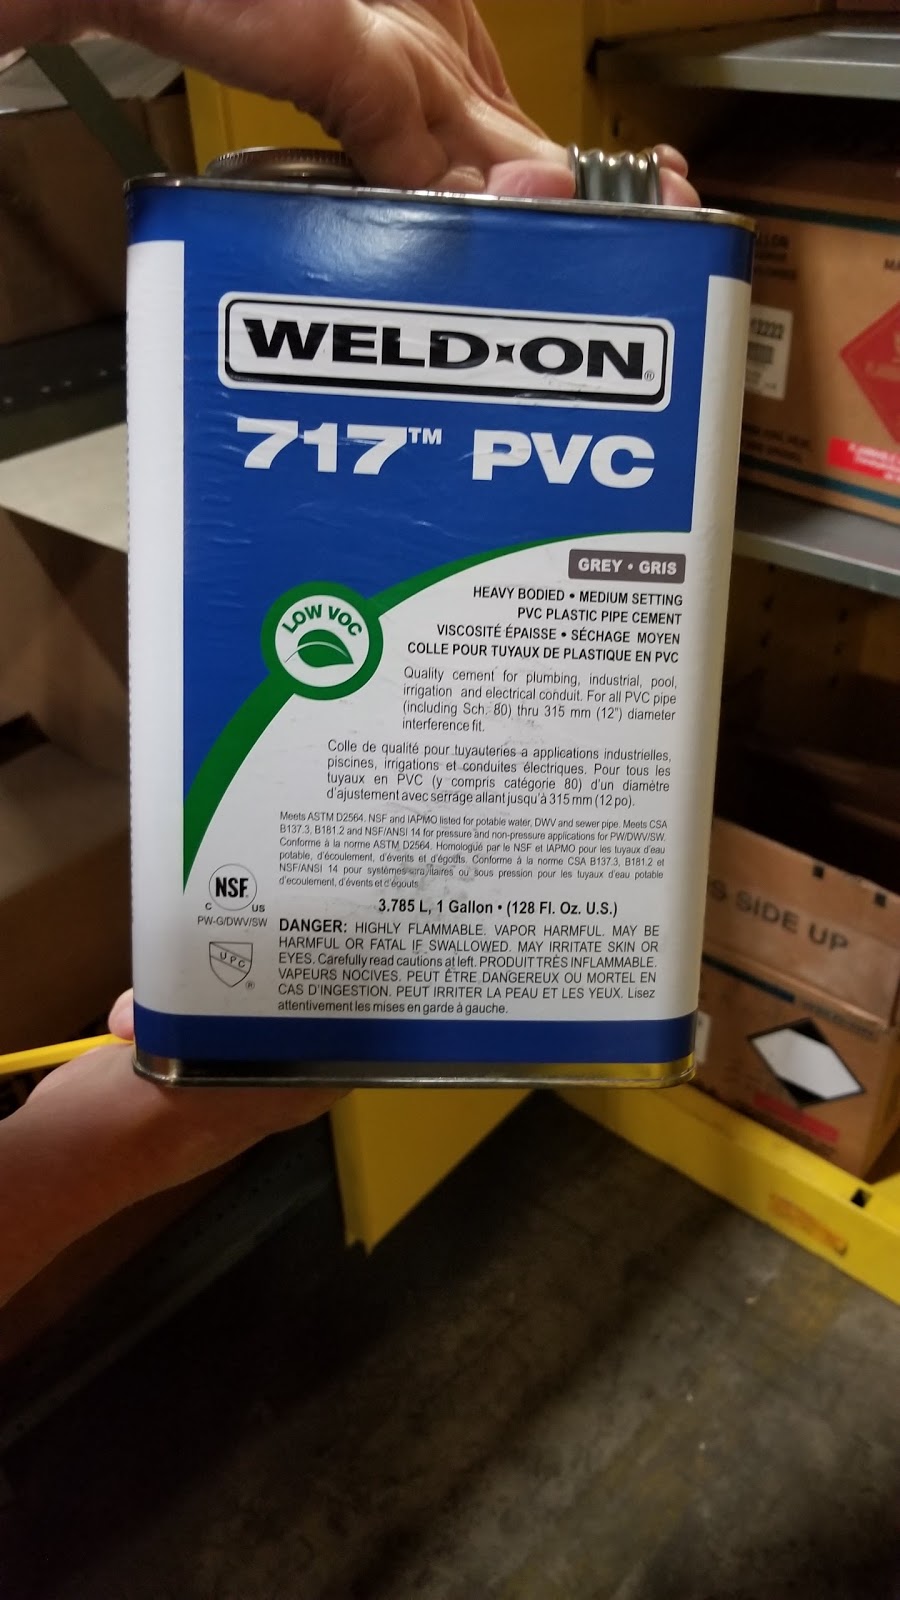 WELD·ON®
717™ PVC
GREY • GRIS
HEAVY BODIED • MEDIUM SETTING
PVC PLASTIC PIPE CEMENT
VISCOSITÉ ÉPAISSE • SÉCHAGE MOYEN
COLLE POUR TUYAUX DE PLASTIQUE EN PVC
LOW VOC
Quality cement for plumbing, industrial, pool,
irrigation and electrical conduit. For all PVC pipe
(including Sch. 80) thru 315 mm (12") diameter
interference fit.
Colle de qualité pour tuyauteries a applications industrielles,
piscines, irrigations et conduites électriques. Pour tous les
tuyaux en PVC (y compris catégorie 80) d'un diamètre
d'ajustement avec serrage allant jusqu'à 315 mm (12 po).
Meets ASTM D2564. NSF and IAPMO listed for potable water, DWV and sewer pipe. Meets CSA
B137.3, B181.2 and NSF/ANSI 14 for pressure and non-pressure applications for PW/DWV/SW.
Conforme à la norme ASTM D2564. Homologué par le NSF et IAPMO pour les tuyaux d'eau
potable, d'écoulement, d'évents et d'égoûts. Conforme à la norme CSA B137.3, B181.2 et
NSF/ANSI 14 pour systèmes ou sous pression pour les tuyaux d'eau potable
d'ecoulement, d'évents et d'égouts
NSF®
C US
PW-G/DWV/SW
UPC®
3.785 L, 1 Gallon • (128 Fl. Oz. U.S.)
DANGER: HIGHLY FLAMMABLE. VAPOR HARMFUL. MAY BE
HARMFUL OR FATAL IF SWALLOWED. MAY IRRITATE SKIN OR
EYES. Carefully read cautions at left. PRODUIT TRÈS INFLAMMABLE.
VAPEURS NOCIVES. PEUT ÊTRE DANGEREUX OU MORTEL EN
CAS D'INGESTION. PEUT IRRITER LA PEAU ET LES YEUX. Lisez
attentivement les mises en garde à gauche.
S SIDE UP